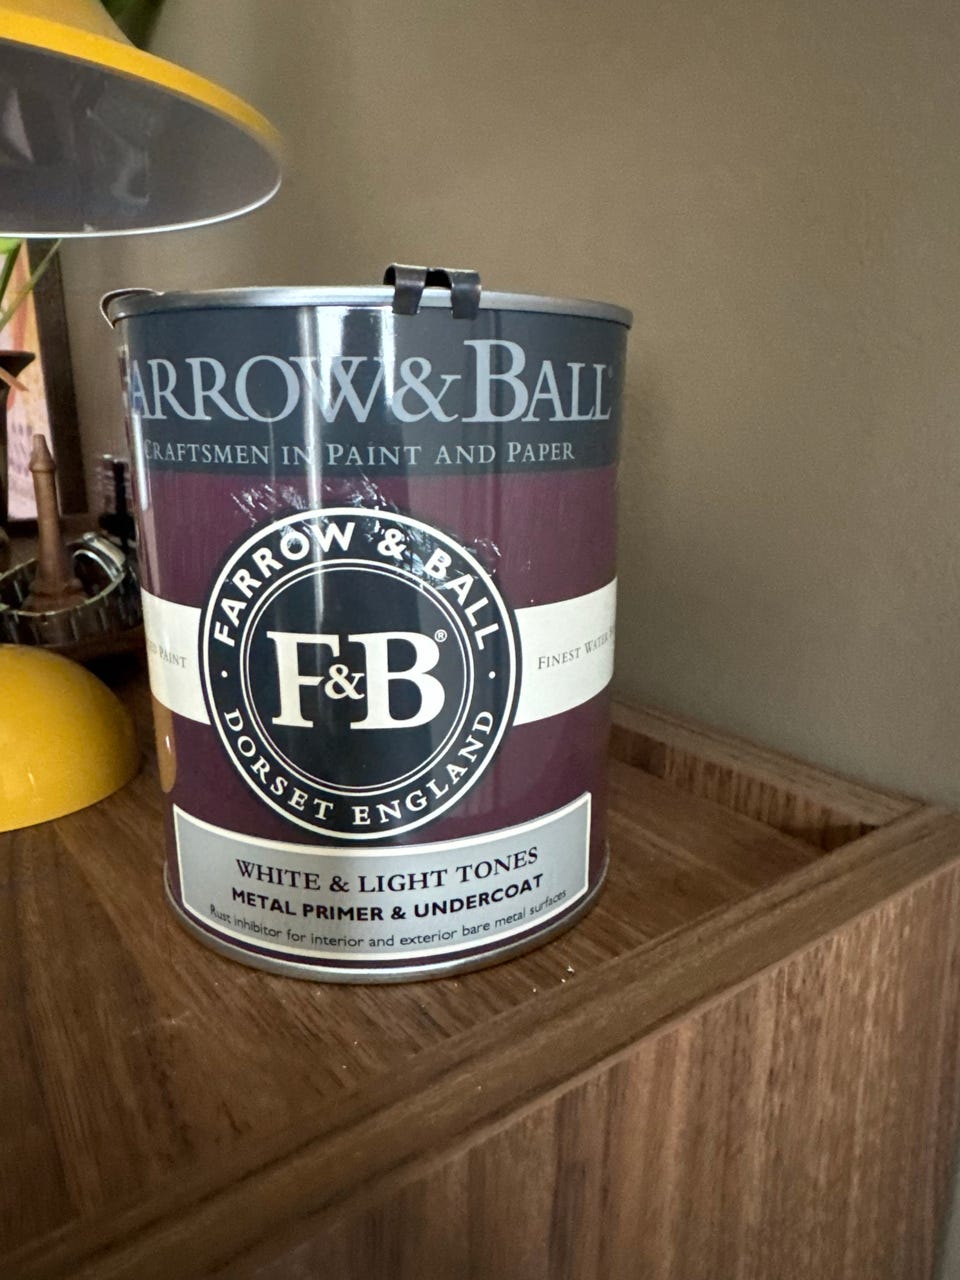 ARROW & BALL
CRAFTSMEN IN PAINT AND PAPER
FARROW & BALL
F&B®
· DORSET ENGLAND ·
PAINT
FINEST WATER
WHITE & LIGHT TONES
METAL PRIMER & UNDERCOAT
Rust inhibitor for interior and exterior bare metal surfaces